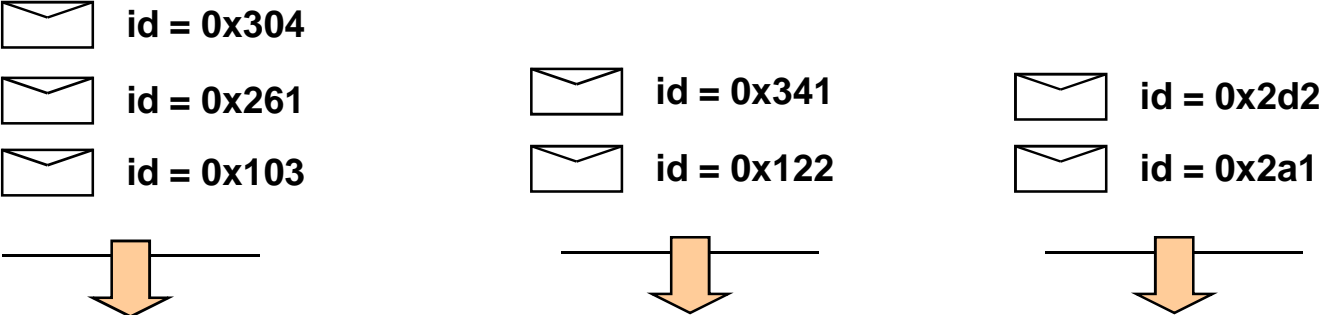 id = 0x304
id = 0x261
id = 0x103
id = 0x341
id = 0x122
id = 0x2d2
id = 0x2a1